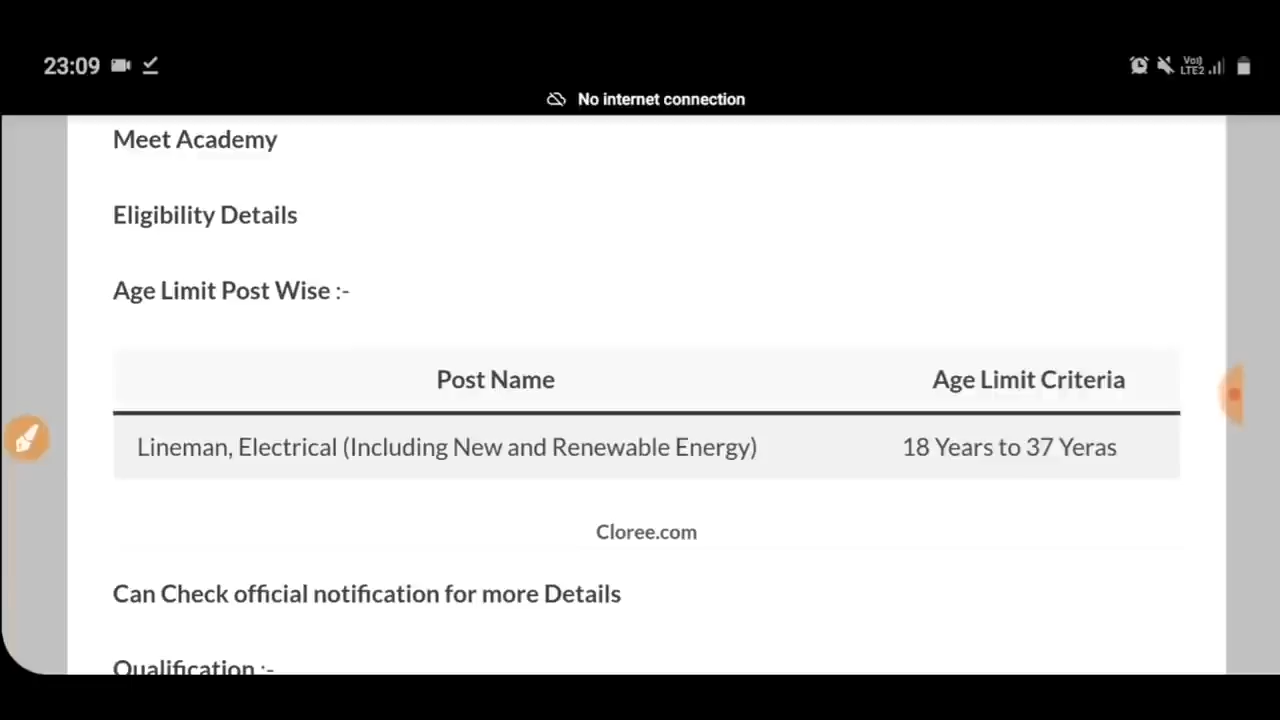 23:09
Vo)
LTE2
No internet connection
Meet Academy
Eligibility Details
Age Limit Post Wise :-
Post Name Age Limit Criteria
Lineman, Electrical (Including New and Renewable Energy) 18 Years to 37 Yeras
Cloree.com
Can Check official notification for more Details
Qualification :-